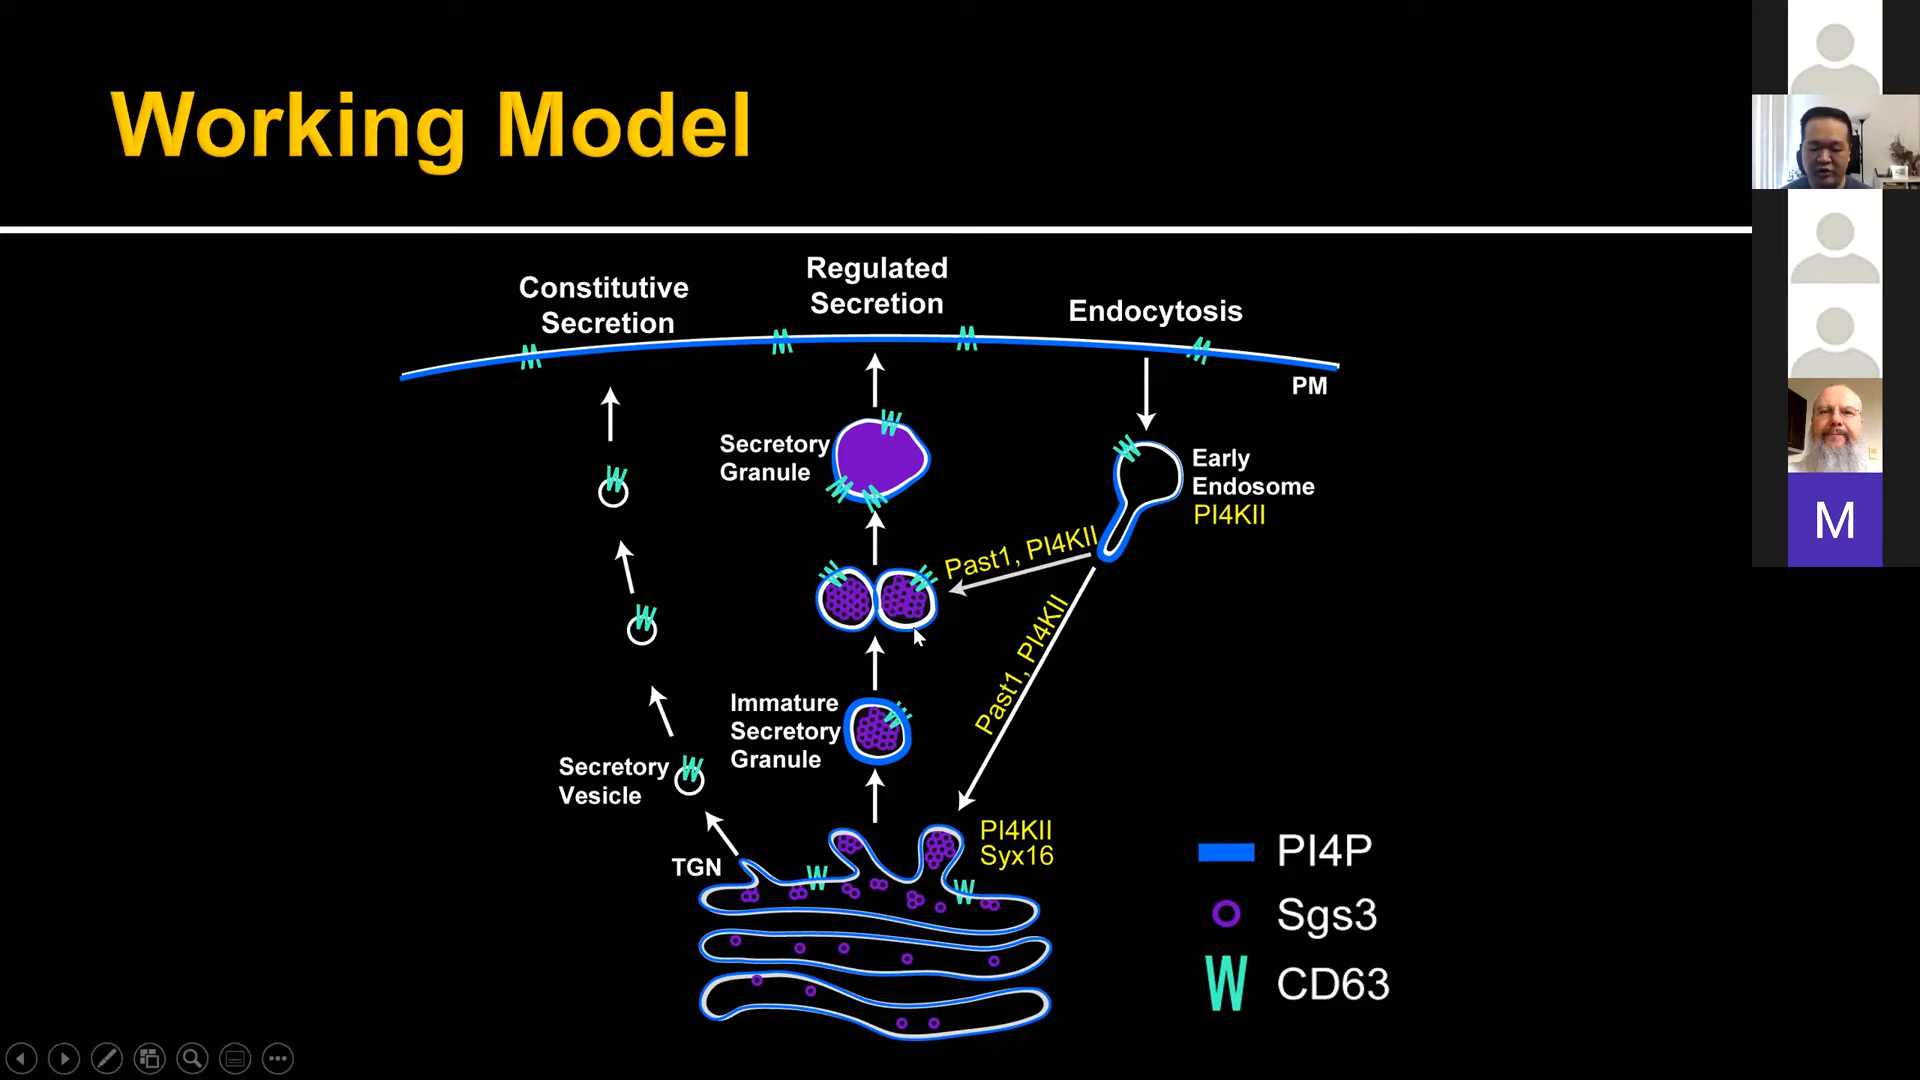 Working Model
Constitutive
Secretion
Regulated
Secretion
Endocytosis
PM
Secretory
Granule
Early
Endosome
PI4KII
Past1, PI4KII
Past1, PI4KII
Immature
Secretory
Granule
Secretory
Vesicle
TGN
PI4KII
Syx16
PI4P
Sgs3
CD63
M